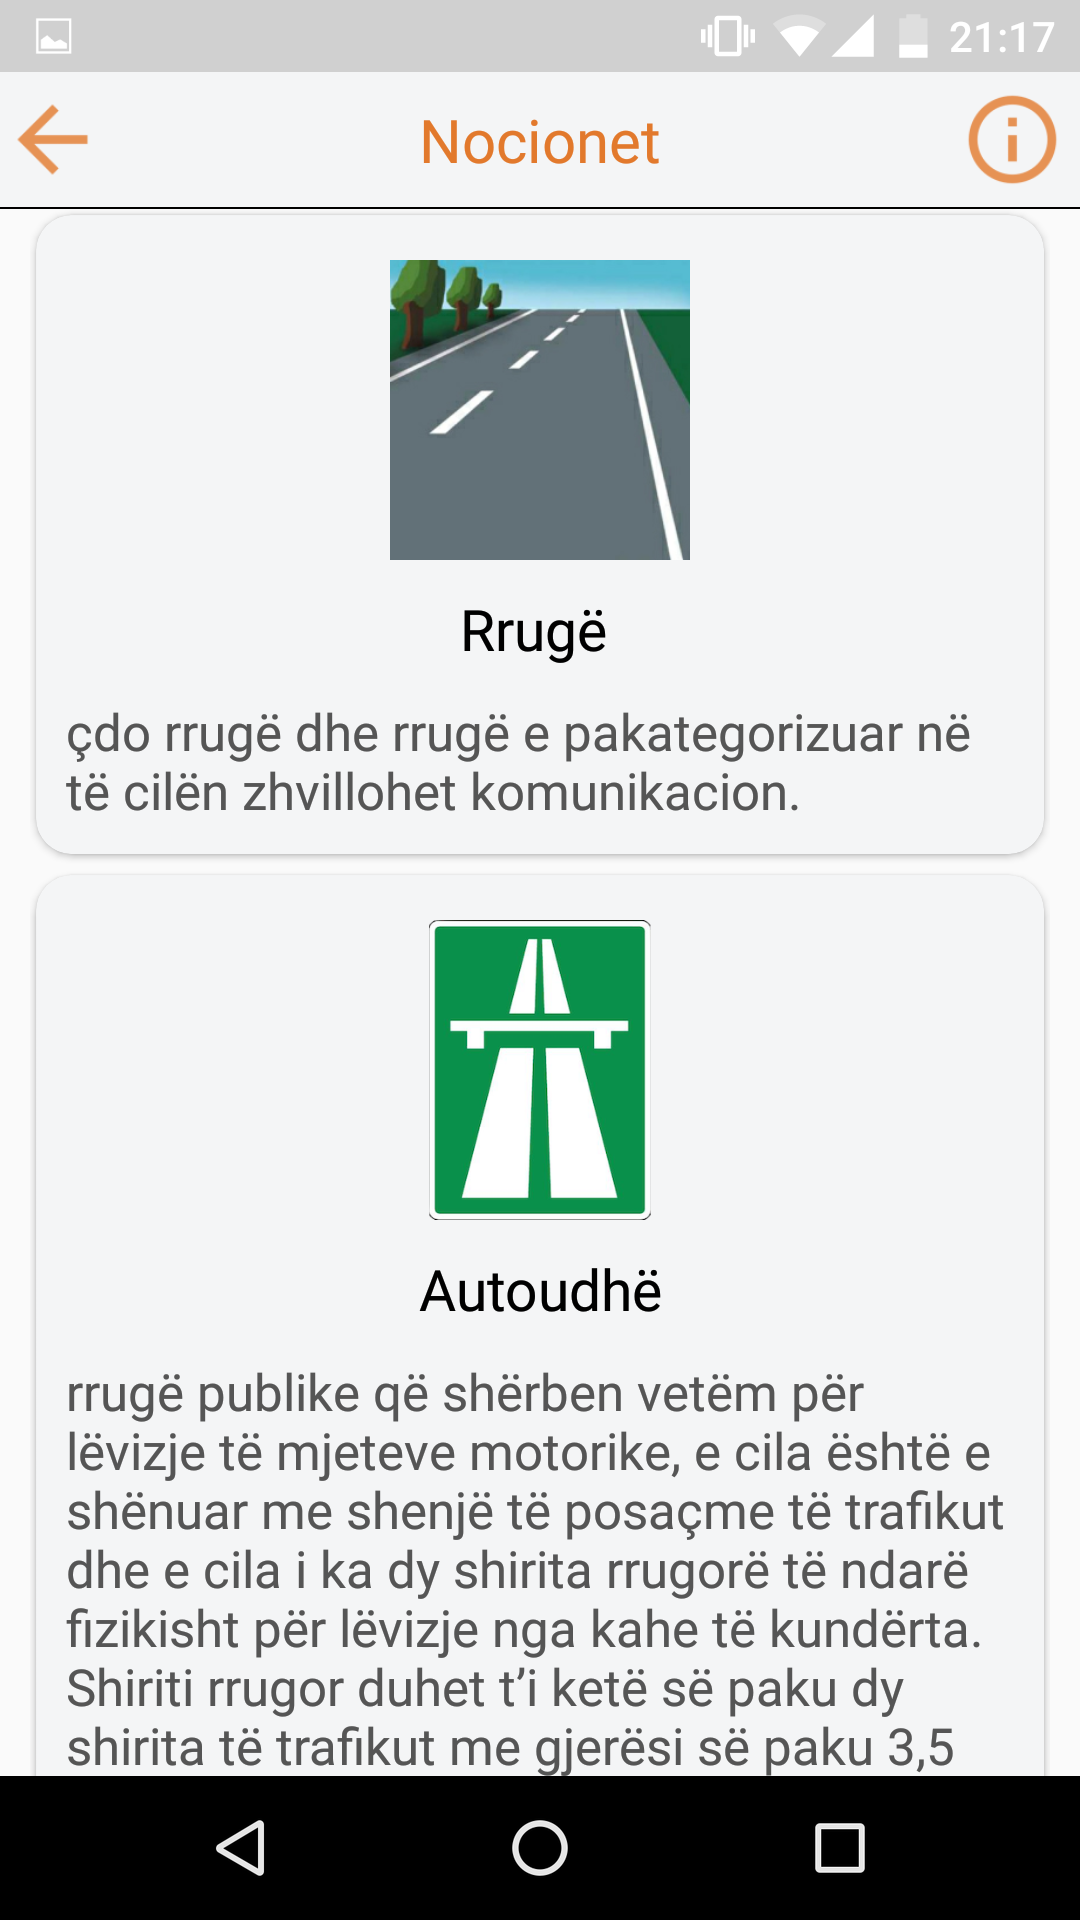 21:17
Nocionet
Rrugë
çdo rrugë dhe rrugë e pakategorizuar në
të cilën zhvillohet komunikacion.
Autoudhë
rrugë publike që shërben vetëm për
lëvizje të mjeteve motorike, e cila është e
shënuar me shenjë të posaçme të trafikut
dhe e cila i ka dy shirita rrugorë të ndarë
fizikisht për lëvizje nga kahe të kundërta.
Shiriti rrugor duhet t’i ketë së paku dy
shirita të trafikut me gjerësi së paku 3,5